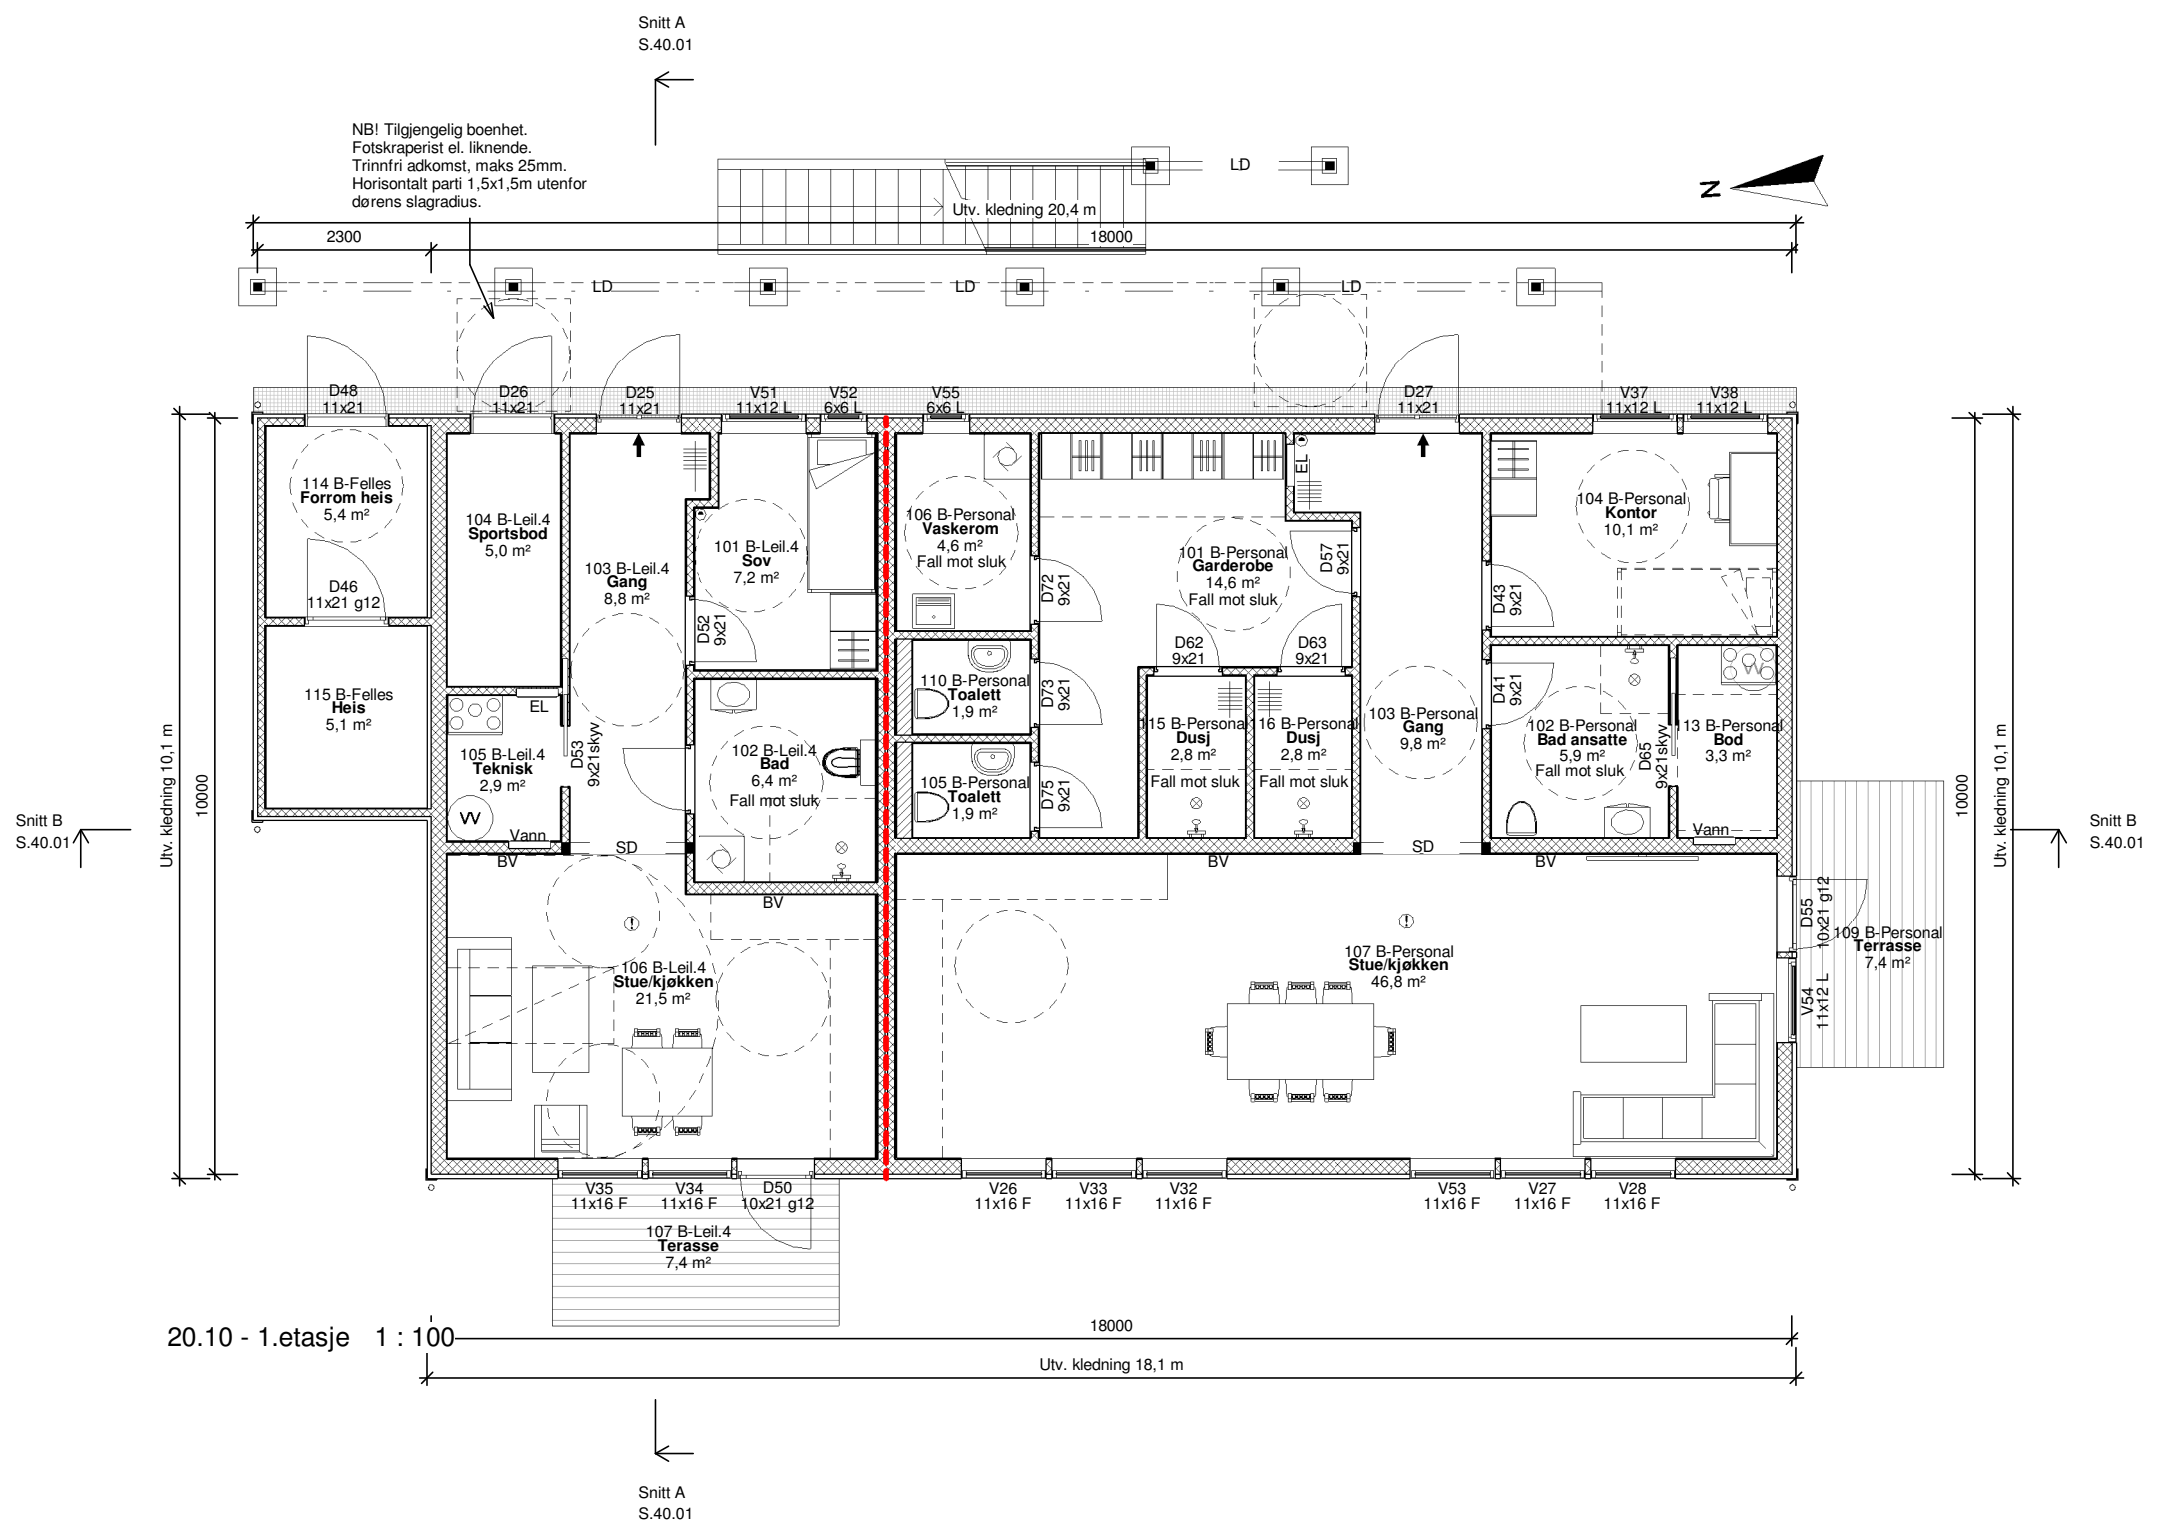 Snitt A
S.40.01
NB! Tilgjengelig boenhet.
Fotskraperist el. liknende.
Trinnfri adkomst, maks 25mm.
Horisontalt parti 1,5x1,5m utenfor
dørens slagradius.
LD
N
Utv. kledning 20,4 m
2300
18000
LD
LD
LD
D48
11x21
D26
11x21
D25
11x21
V51
11x12 L
V52
6x6 L
V55
6x6 L
D27
11x21
V37
11x12 L
V38
11x12 L
114 B-Felles
Forrom heis
5,4 m²
D46
11x21 g12
115 B-Felles
Heis
5,1 m²
104 B-Leil.4
Sportsbod
5,0 m²
103 B-Leil.4
Gang
8,8 m²
101 B-Leil.4
Sov
7,2 m²
D52
9x21
EL
105 B-Leil.4
Teknisk
2,9 m²
VV
Vann
D53
9x21skyv
102 B-Leil.4
Bad
6,4 m²
Fall mot sluk
SD
BV
BV
106 B-Personal
Vaskerom
4,6 m²
Fall mot sluk
D72
9x21
110 B-Personal
Toalett
1,9 m²
D73
9x21
105 B-Personal
Toalett
1,9 m²
D75
9x21
EL
101 B-Personal
Garderobe
14,6 m²
Fall mot sluk
D57
9x21
D62
9x21
D63
9x21
115 B-Personal
Dusj
2,8 m²
Fall mot sluk
116 B-Personal
Dusj
2,8 m²
Fall mot sluk
103 B-Personal
Gang
9,8 m²
104 B-Personal
Kontor
10,1 m²
D43
9x21
D41
9x21
102 B-Personal
Bad ansatte
5,9 m²
Fall mot sluk
D65
9x21skyv
VV
113 B-Personal
Bod
3,3 m²
Vann
BV
SD
BV
Utv. kledning 10,1 m
10000
Snitt B
S.40.01
10000
Utv. kledning 10,1 m
Snitt B
S.40.01
106 B-Leil.4
Stue/kjøkken
21,5 m²
107 B-Personal
Stue/kjøkken
46,8 m²
D55
10x21 g12
109 B-Personal
Terrasse
7,4 m²
V54
11x12 L
V35
11x16 F
V34
11x16 F
D50
10x21 g12
V26
11x16 F
V33
11x16 F
V32
11x16 F
V53
11x16 F
V27
11x16 F
V28
11x16 F
107 B-Leil.4
Terasse
7,4 m²
20.10 - 1.etasje 1 : 100
18000
Utv. kledning 18,1 m
Snitt A
S.40.01